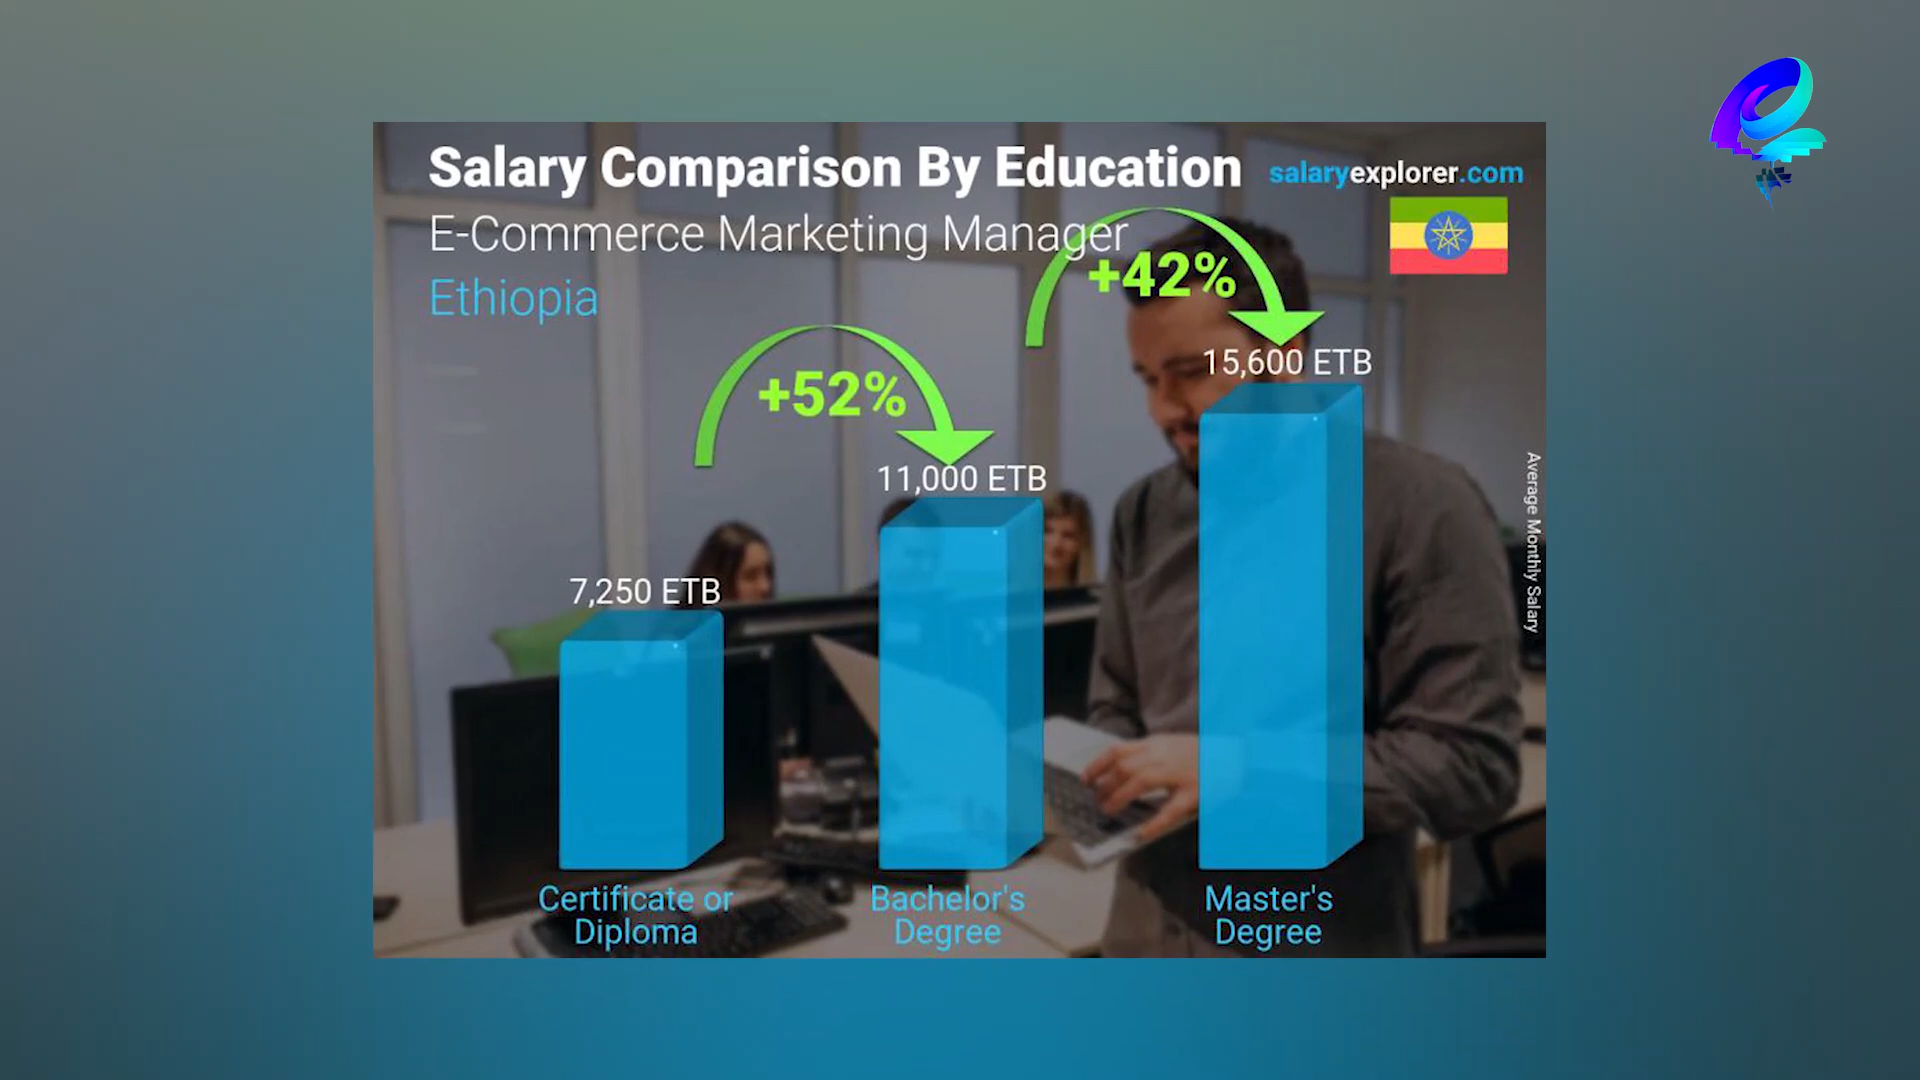 Salary Comparison By Education
salaryexplorer.com
E-Commerce Marketing Manager
Ethiopia
+42%
+52%
15,600 ETB
11,000 ETB
7,250 ETB
Average Monthly Salary
Certificate or
Diploma
Bachelor's
Degree
Master's
Degree